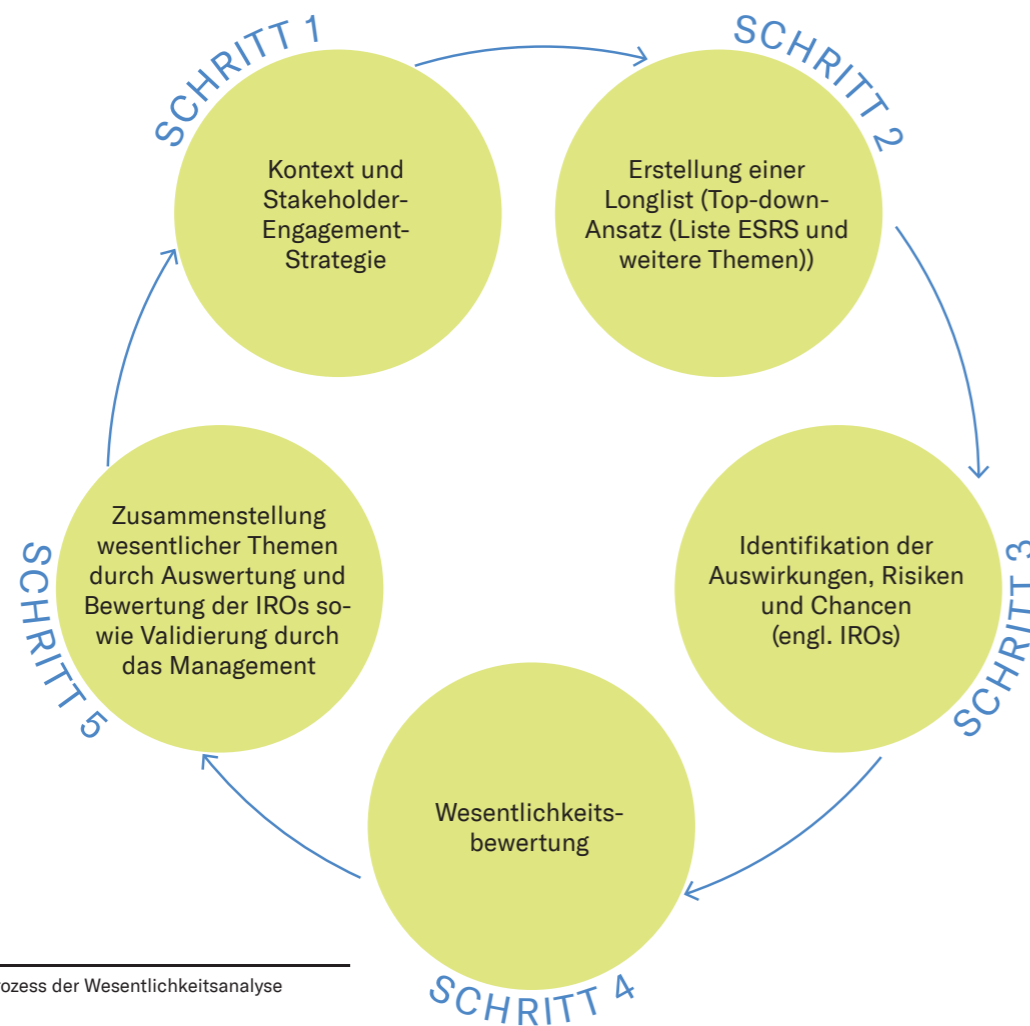 SCHRITT 1
Kontext und
Stakeholder-
Engagement-
Strategie
SCHRITT 2
Erstellung einer
Longlist (Top-down-
Ansatz (Liste ESRS und
weitere Themen))
SCHRITT 3
Identifikation der
Auswirkungen, Risiken
und Chancen
(engl. IROs)
SCHRITT 4
Wesentlichkeits-
bewertung
SCHRITT 5
Zusammenstellung
wesentlicher Themen
durch Auswertung und
Bewertung der IROs so-
wie Validierung durch
das Management
der Wesentlichkeitsanalyse